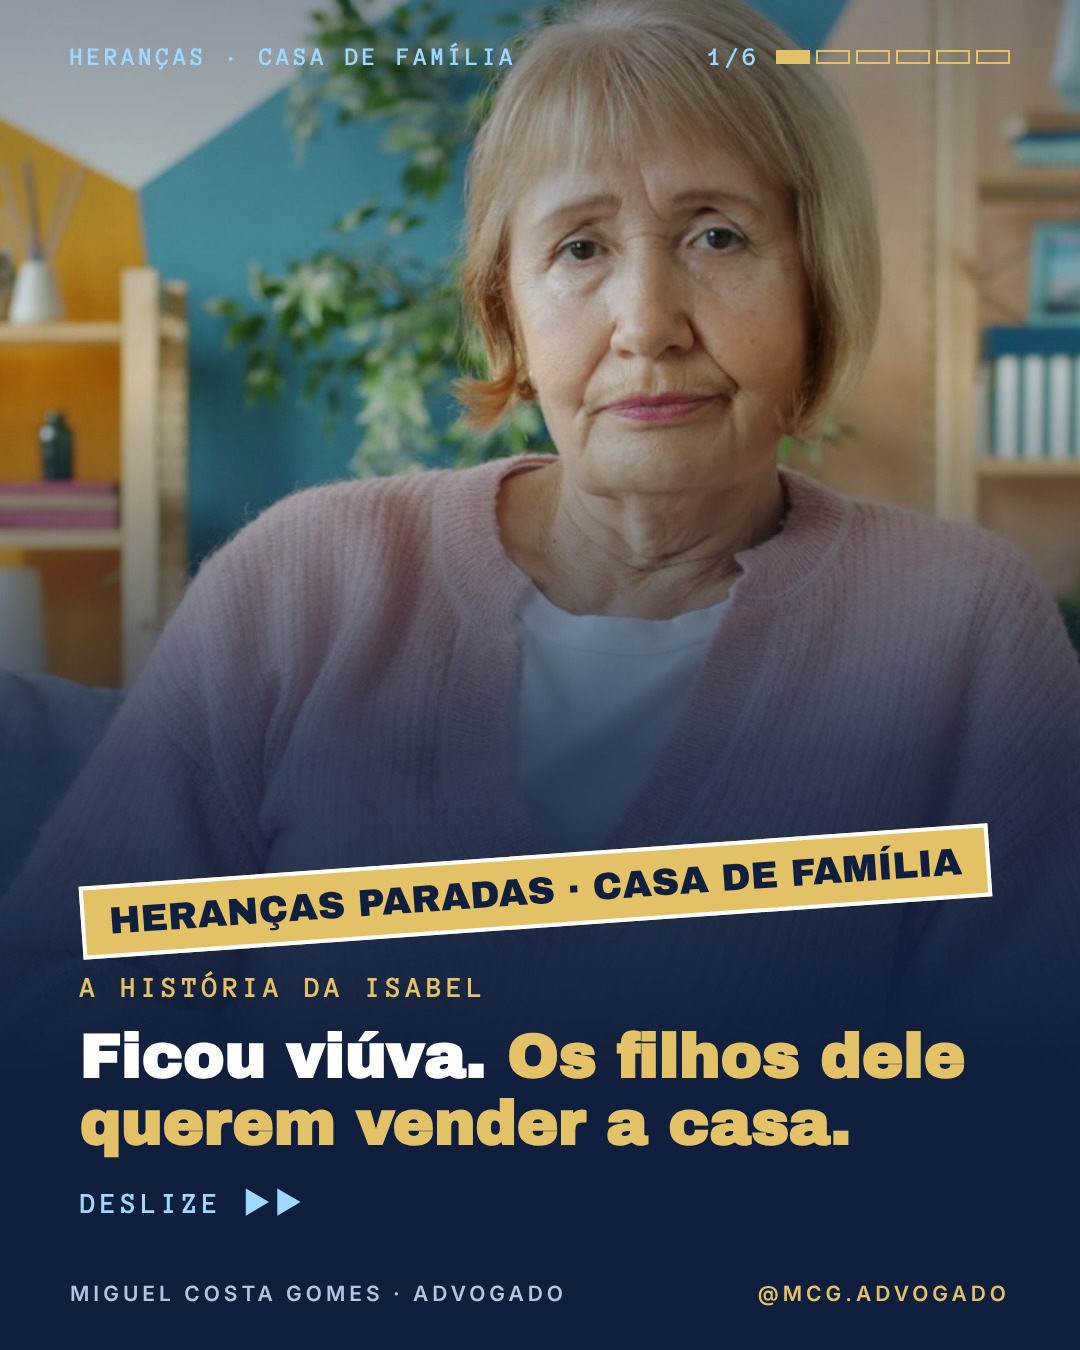 HERANÇAS · CASA DE FAMÍLIA 1/6
HERANÇAS PARADAS · CASA DE FAMÍLIA
A HISTÓRIA DA ISABEL
Ficou viúva. Os filhos dele
querem vender a casa.
DESLIZE
MIGUEL COSTA GOMES · ADVOGADO @MCG.ADVOGADO